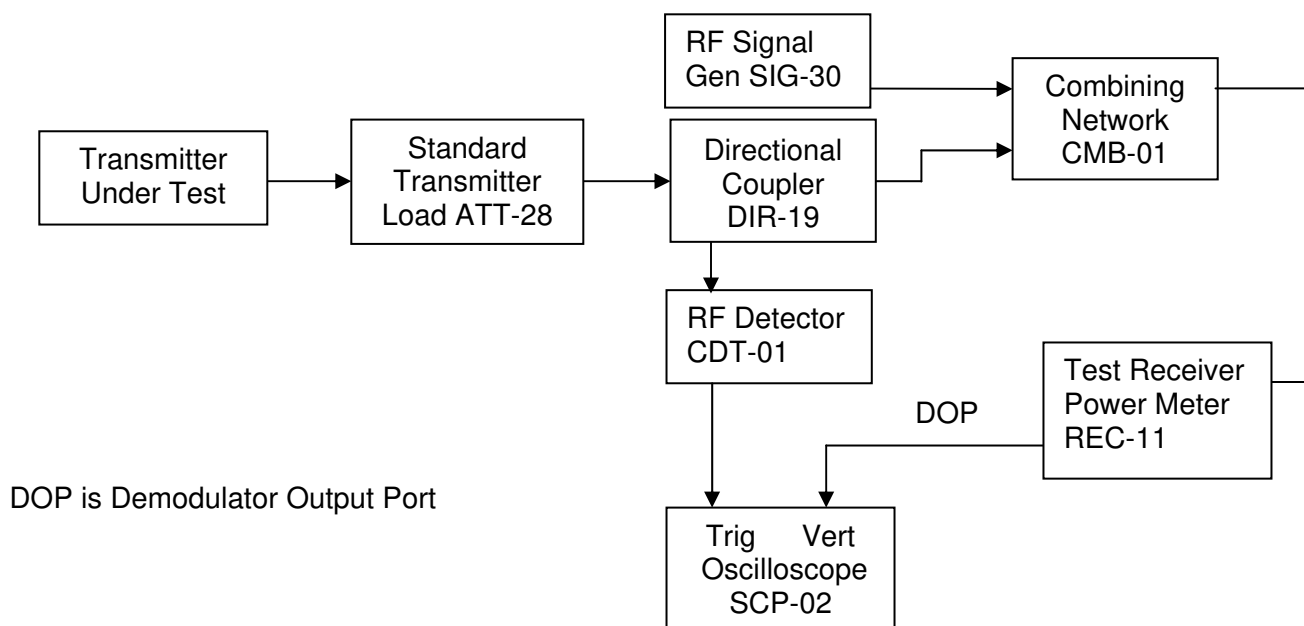 RF Signal
Gen SIG-30
Combining
Network
CMB-01
Transmitter
Under Test
Standard
Transmitter
Load ATT-28
Directional
Coupler
DIR-19
RF Detector
CDT-01
Test Receiver
Power Meter
REC-11
DOP
DOP is Demodulator Output Port
Trig Vert
Oscilloscope
SCP-02